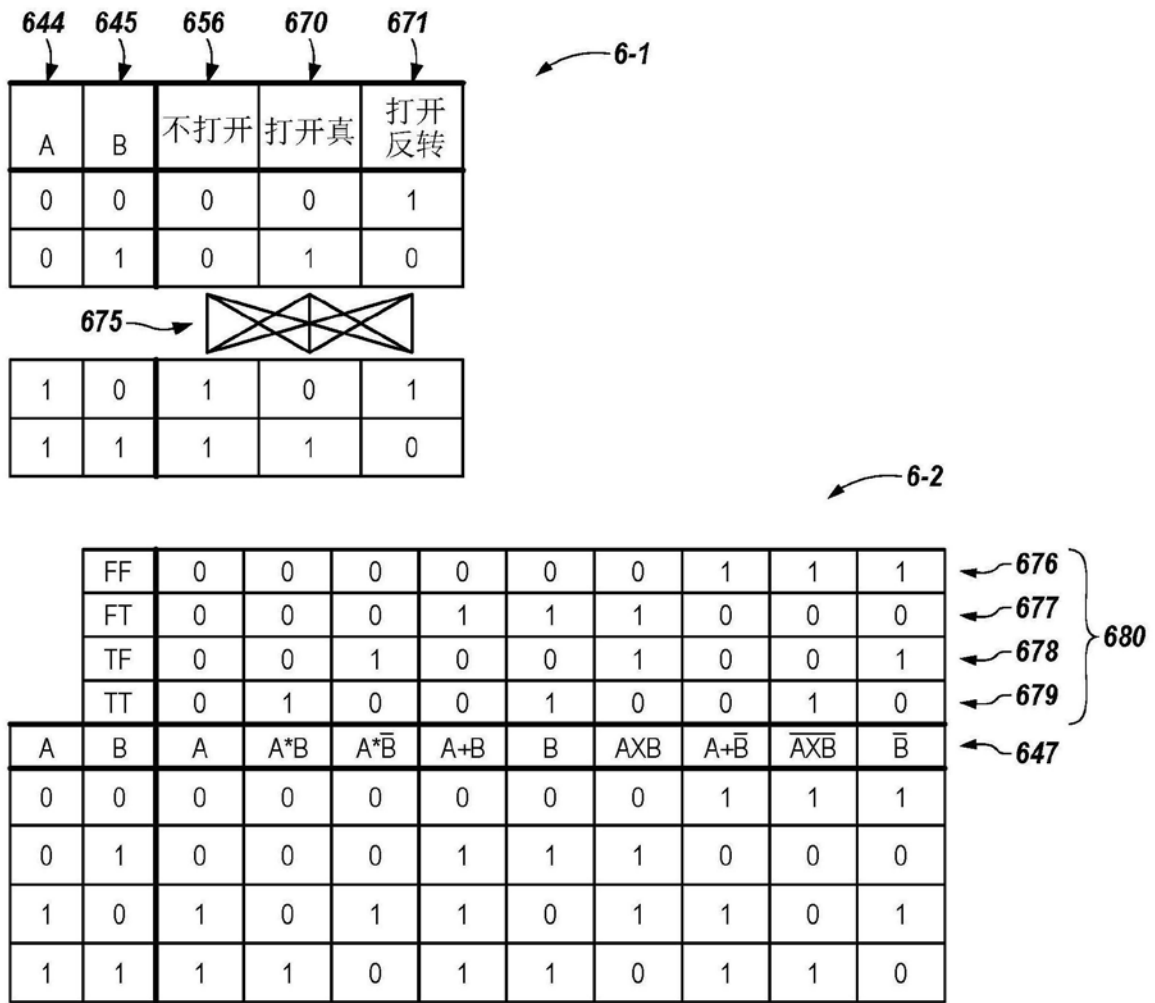 644 645 656 670 671
6-1
A B 不打开 打开真 打开
反转
0 0 0 0 1
0 1 0 1 0
675
1 0 1 0 1
1 1 1 1 0
6-2
FF 0 0 0 0 0 0 1 1 1 676
FT 0 0 0 1 1 1 0 0 0 677
680
TF 0 0 1 0 0 1 0 0 1 678
TT 0 1 0 0 1 0 0 1 0 679
A B A A*B A*B̅ A+B B AXB A+B̅ A̅X̅B̅ B̅ 647
0 0 0 0 0 0 0 0 1 1 1
0 1 0 0 0 1 1 1 0 0 0
1 0 1 0 1 1 0 1 1 0 1
1 1 1 1 0 1 1 0 1 1 0